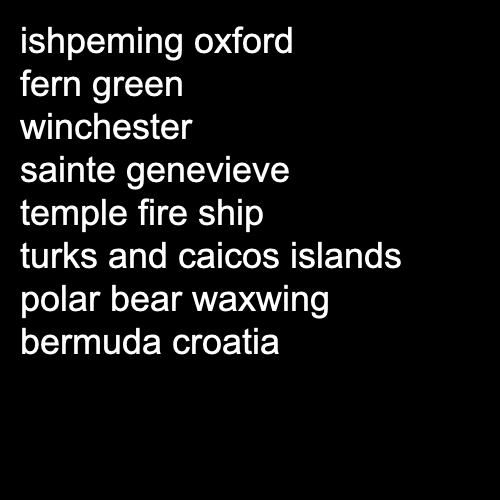 ishpeming oxford
fern green
winchester
sainte genevieve
temple fire ship
turks and caicos islands
polar bear waxwing
bermuda croatia